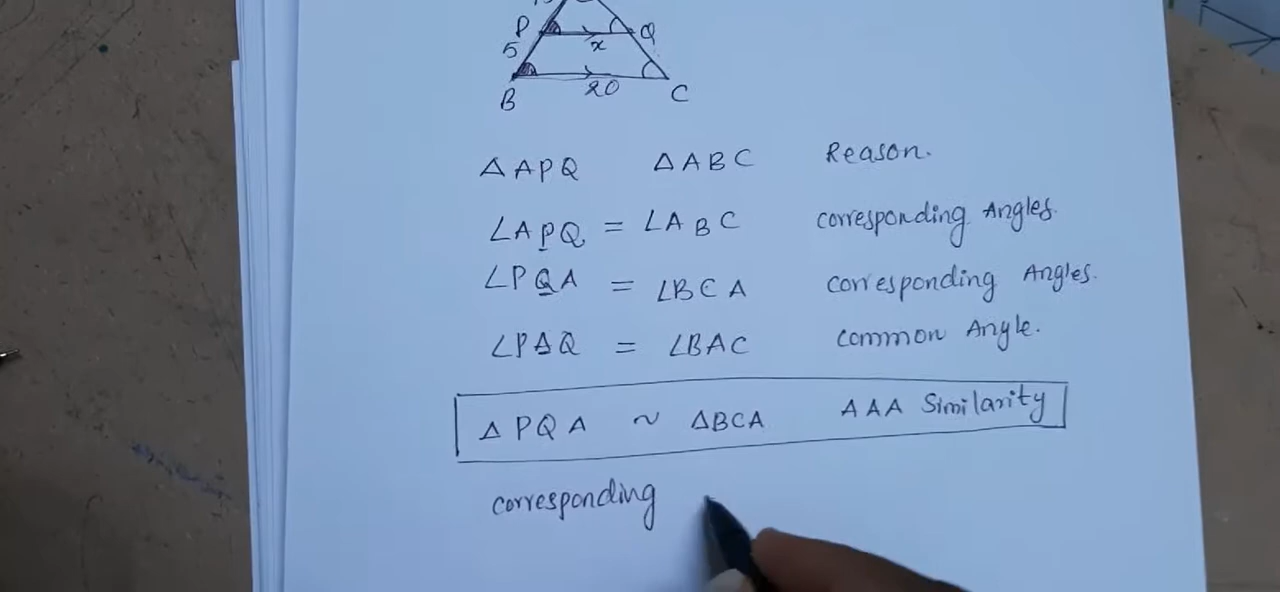 P Q
5 x
B 20 C
△APQ △ABC Reason.
∠APQ = ∠ABC corresponding Angles.
∠PQA = ∠BCA corresponding Angles.
∠PAQ = ∠BAC common Angle.
△PQA ~ △BCA AAA Similarity
corresponding